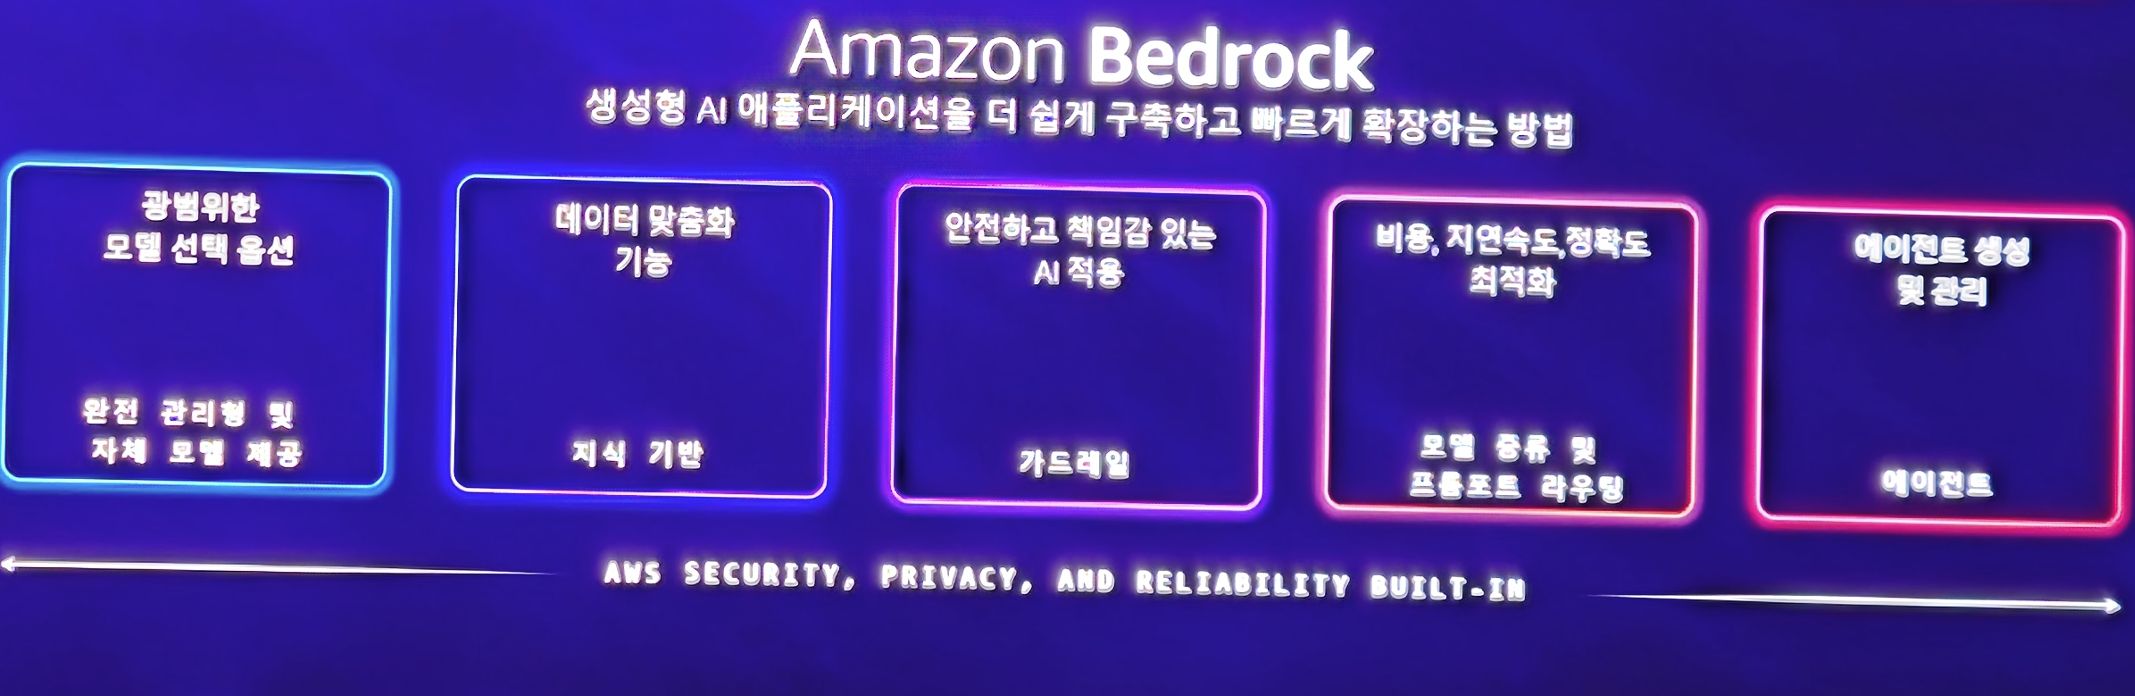 Amazon Bedrock
생성형 AI 애플리케이션을 더 쉽게 구축하고 빠르게 확장하는 방법
광범위한
모델 선택 옵션
완전 관리형 및
자체 모델 제공
데이터 맞춤화
기능
지식 기반
안전하고 책임감 있는
AI 적용
가드레일
비용, 지연속도,정확도
최적화
모델 증류 및
프롬포트 라우팅
에이전트 생성
및 관리
에이전트
AWS SECURITY, PRIVACY, AND RELIABILITY BUILT-IN